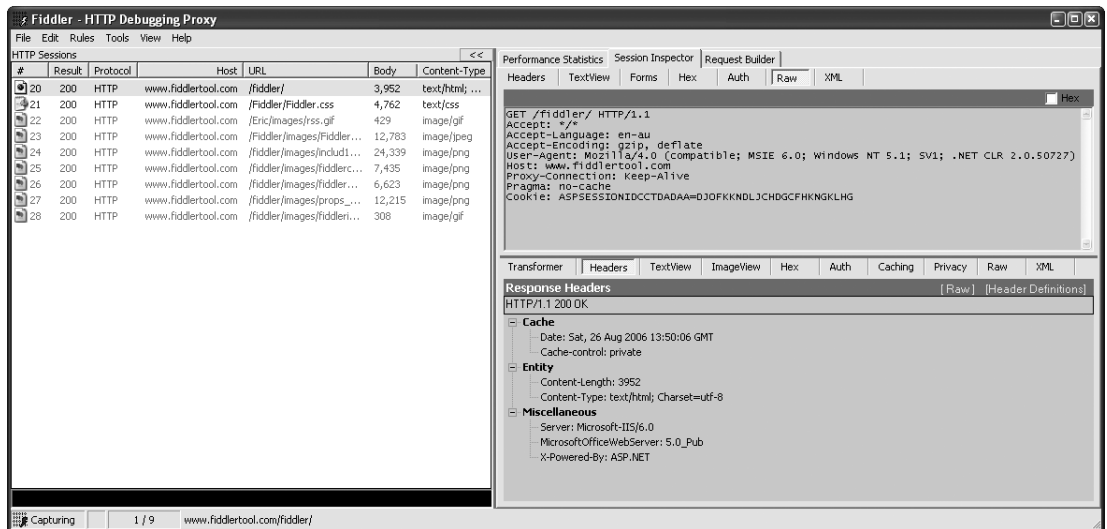 Fiddler - HTTP Debugging Proxy
File Edit Rules Tools View Help
HTTP Sessions <<
# Result Protocol Host URL Body Content-Type
20 200 HTTP www.fiddlertool.com /fiddler/ 3,952 text/html; ...
21 200 HTTP www.fiddlertool.com /Fiddler/Fiddler.css 4,762 text/css
22 200 HTTP www.fiddlertool.com /Eric/images/rss.gif 429 image/gif
23 200 HTTP www.fiddlertool.com /Fiddler/images/Fiddler... 12,783 image/jpeg
24 200 HTTP www.fiddlertool.com /fiddler/images/includ1... 24,339 image/png
25 200 HTTP www.fiddlertool.com /fiddler/images/fiddlerc... 7,435 image/png
26 200 HTTP www.fiddlertool.com /fiddler/images/fiddler... 6,623 image/png
27 200 HTTP www.fiddlertool.com /fiddler/images/props_... 12,215 image/png
28 200 HTTP www.fiddlertool.com /fiddler/images/fiddleri... 308 image/gif
Performance Statistics Session Inspector Request Builder
Headers TextView Forms Hex Auth Raw XML
Hex
GET /fiddler/ HTTP/1.1
Accept: */*
Accept-Language: en-au
Accept-Encoding: gzip, deflate
User-Agent: Mozilla/4.0 (compatible; MSIE 6.0; Windows NT 5.1; SV1; .NET CLR 2.0.50727)
Host: www.fiddlertool.com
Proxy-Connection: Keep-Alive
Pragma: no-cache
Cookie: ASPSESSIONIDCCTDADAA=DJOFKKNDLJCHDGCFHKNGKLHG
Transformer Headers TextView ImageView Hex Auth Caching Privacy Raw XML
Response Headers [ Raw ] [Header Definitions]
HTTP/1.1 200 OK
Cache
Date: Sat, 26 Aug 2006 13:50:06 GMT
Cache-control: private
Entity
Content-Length: 3952
Content-Type: text/html; Charset=utf-8
Miscellaneous
Server: Microsoft-IIS/6.0
MicrosoftOfficeWebServer: 5.0_Pub
X-Powered-By: ASP.NET
Capturing 1 / 9 www.fiddlertool.com/fiddler/